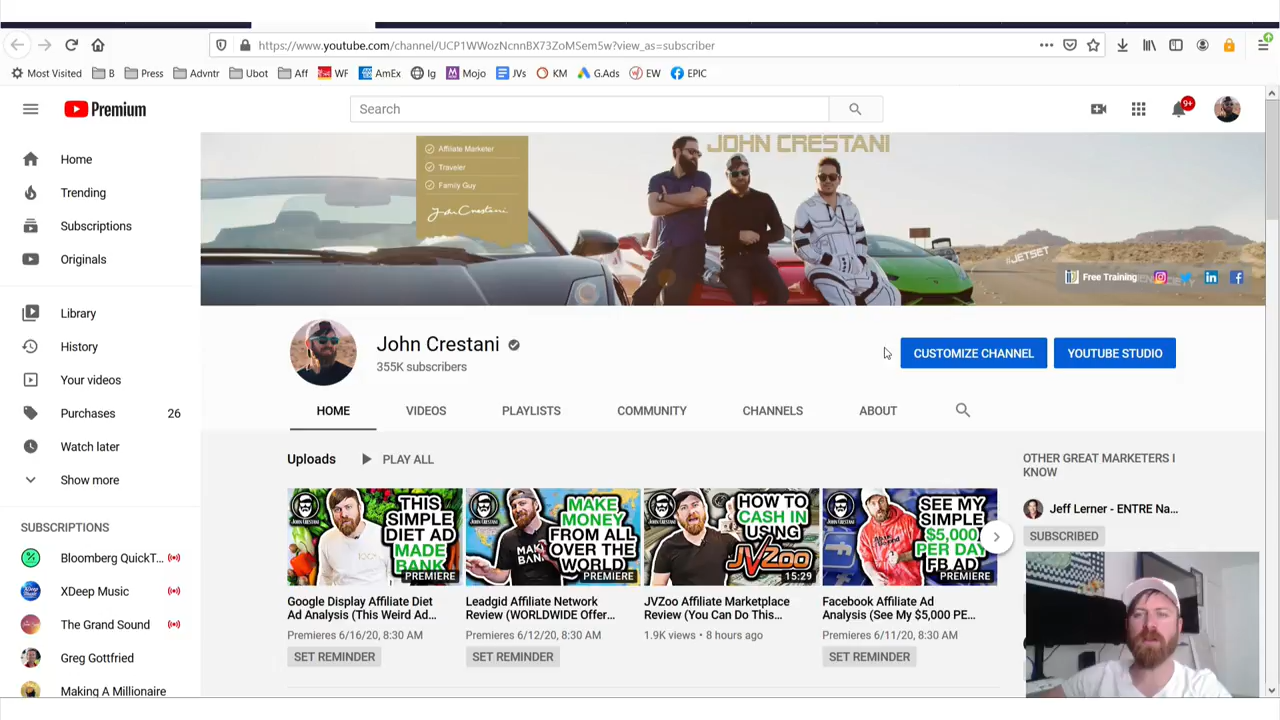 https://www.youtube.com/channel/UCP1WWozNcnnBX73ZoMSem5w?view_as=subscriber
Most Visited
B
Press
Advntr
Ubot
Aff
WF
AmEx
Ig
Mojo
JVs
KM
G.Ads
EW
EPIC
Premium
Search
9+
Home
Trending
Subscriptions
Originals
Library
History
Your videos
Purchases 26
Watch later
Show more
SUBSCRIPTIONS
Bloomberg QuickT...
XDeep Music
The Grand Sound
Greg Gottfried
Making A Millionaire
Affiliate Marketer
Traveler
Family Guy
John Crestani
JOHN CRESTANI
#JETSET
Free Training
John Crestani
355K subscribers
CUSTOMIZE CHANNEL
YOUTUBE STUDIO
HOME
VIDEOS
PLAYLISTS
COMMUNITY
CHANNELS
ABOUT
Uploads
PLAY ALL
THIS
SIMPLE
DIET AD
MADE
BANK
PREMIERE
Google Display Affiliate Diet
Ad Analysis (This Weird Ad...
Premieres 6/16/20, 8:30 AM
SET REMINDER
MAKE
MONEY
FROM ALL
OVER THE
WORLD
PREMIERE
Leadgid Affiliate Network
Review (WORLDWIDE Offer...
Premieres 6/12/20, 8:30 AM
SET REMINDER
HOW TO
CASH IN
USING
JVZoo
15:29
JVZoo Affiliate Marketplace
Review (You Can Do This...
1.9K views • 8 hours ago
SEE MY
SIMPLE
$5,000
PER DAY
FB AD
PREMIERE
Facebook Affiliate Ad
Analysis (See My $5,000 PE...
Premieres 6/11/20, 8:30 AM
SET REMINDER
OTHER GREAT MARKETERS I
KNOW
Jeff Lerner - ENTRE Na...
SUBSCRIBED